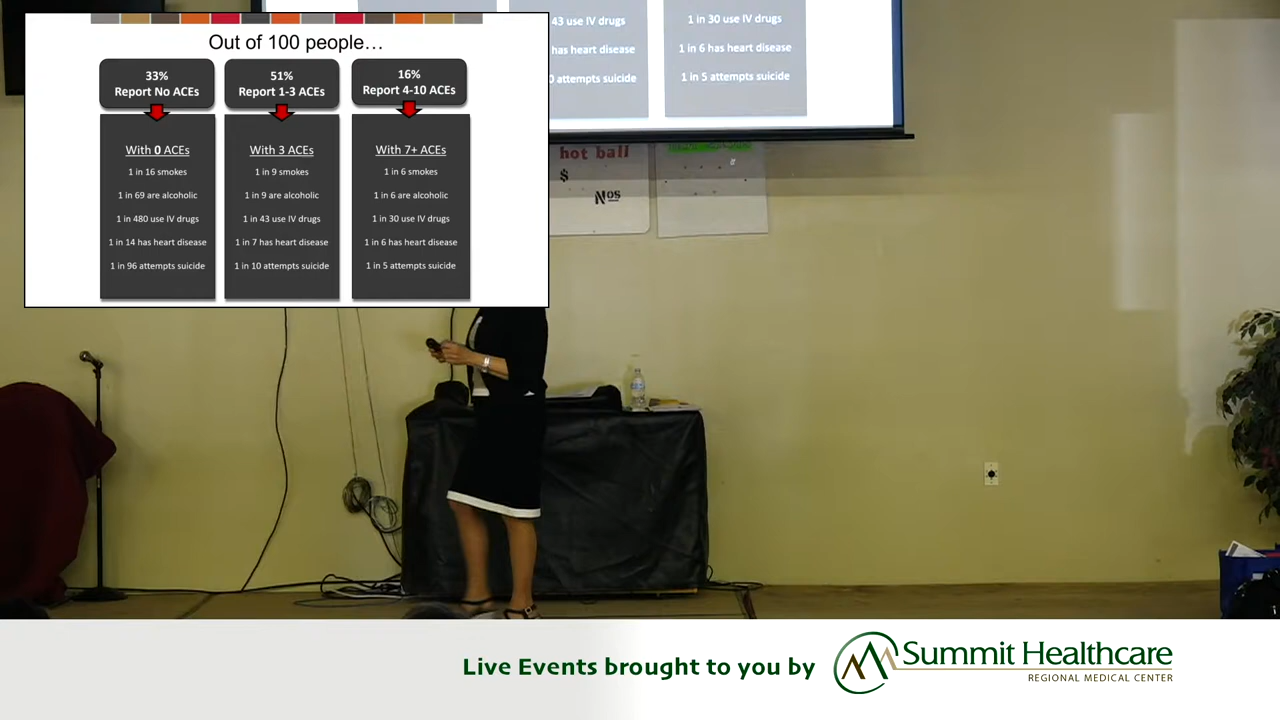 Out of 100 people…
33%
Report No ACEs
51%
Report 1-3 ACEs
16%
Report 4-10 ACEs
With 0 ACEs
1 in 16 smokes
1 in 69 are alcoholic
1 in 480 use IV drugs
1 in 14 has heart disease
1 in 96 attempts suicide
With 3 ACEs
1 in 9 smokes
1 in 9 are alcoholic
1 in 43 use IV drugs
1 in 7 has heart disease
1 in 10 attempts suicide
With 7+ ACEs
1 in 6 smokes
1 in 6 are alcoholic
1 in 30 use IV drugs
1 in 6 has heart disease
1 in 5 attempts suicide
43 use IV drugs
has heart disease
0 attempts suicide
1 in 30 use IV drugs
1 in 6 has heart disease
1 in 5 attempts suicide
hot ball
$
Nos
Live Events brought to you by
Summit Healthcare
REGIONAL MEDICAL CENTER